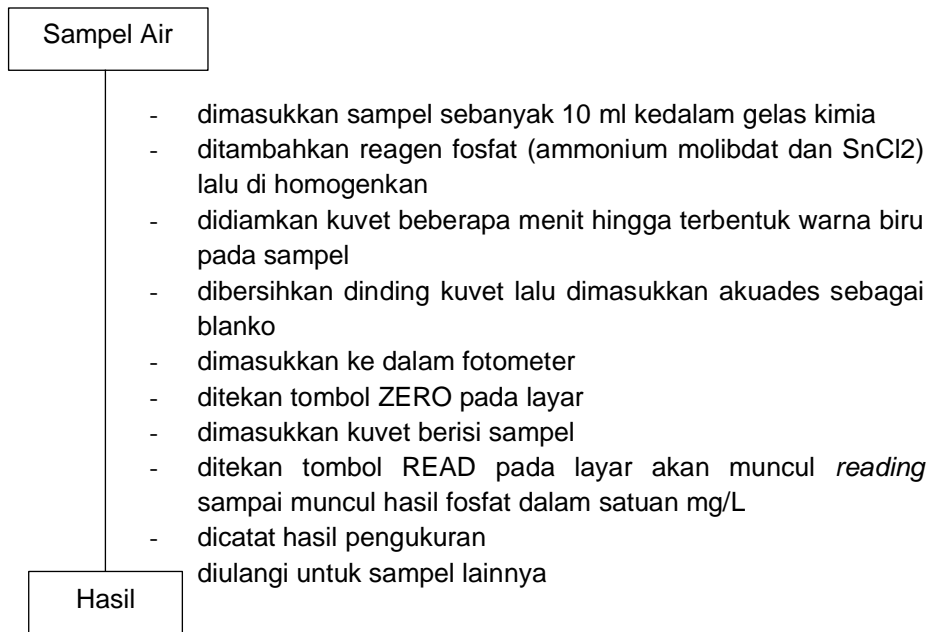 Sampel Air
- dimasukkan sampel sebanyak 10 ml kedalam gelas kimia
- ditambahkan reagen fosfat (ammonium molibdat dan SnCl2)
lalu di homogenkan
- didiamkan kuvet beberapa menit hingga terbentuk warna biru
pada sampel
- dibersihkan dinding kuvet lalu dimasukkan akuades sebagai
blanko
- dimasukkan ke dalam fotometer
- ditekan tombol ZERO pada layar
- dimasukkan kuvet berisi sampel
- ditekan tombol READ pada layar akan muncul reading
sampai muncul hasil fosfat dalam satuan mg/L
- dicatat hasil pengukuran
diulangi untuk sampel lainnya
Hasil